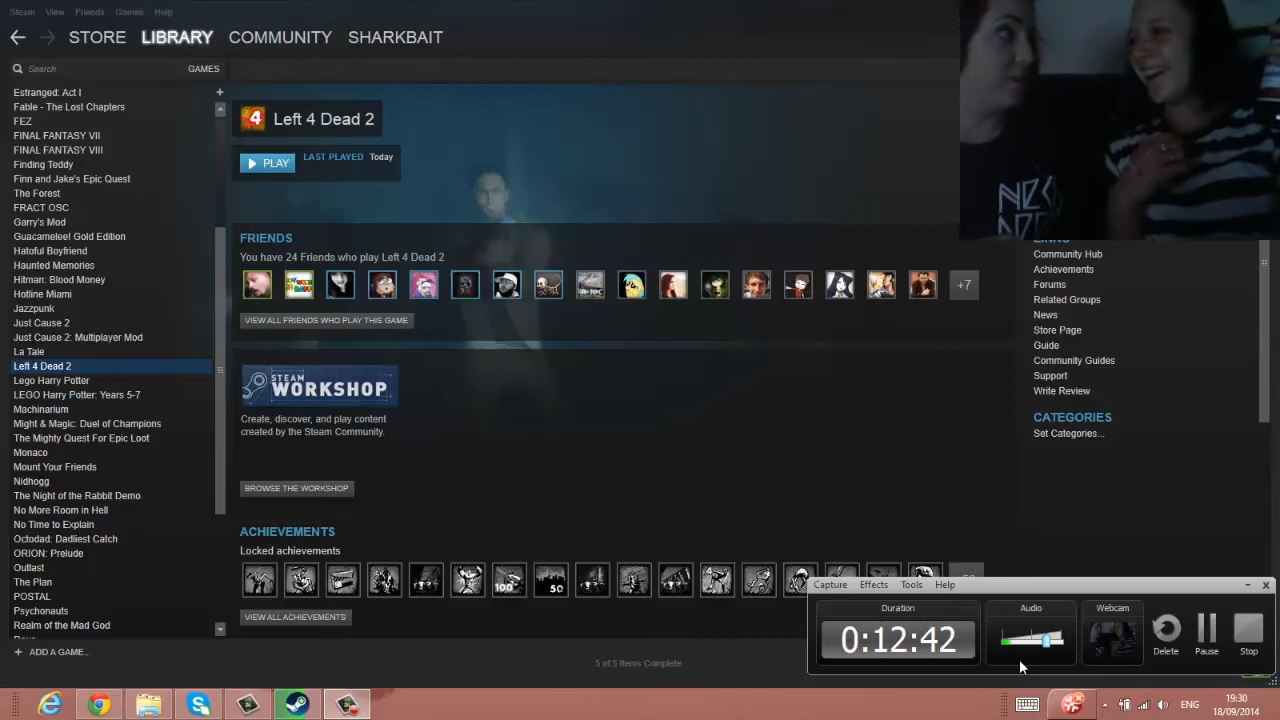 Steam View Friends Games Help
STORE LIBRARY COMMUNITY SHARKBAIT
Search GAMES
Estranged: Act I
Fable - The Lost Chapters
FEZ
FINAL FANTASY VII
FINAL FANTASY VIII
Finding Teddy
Finn and Jake's Epic Quest
The Forest
FRACT OSC
Garry's Mod
Guacamelee! Gold Edition
Hatoful Boyfriend
Haunted Memories
Hitman: Blood Money
Hotline Miami
Jazzpunk
Just Cause 2
Just Cause 2: Multiplayer Mod
La Tale
Left 4 Dead 2
Lego Harry Potter
LEGO Harry Potter: Years 5-7
Machinarium
Might & Magic: Duel of Champions
The Mighty Quest For Epic Loot
Monaco
Mount Your Friends
Nidhogg
The Night of the Rabbit Demo
No More Room in Hell
No Time to Explain
Octodad: Dadliest Catch
ORION: Prelude
Outlast
The Plan
POSTAL
Psychonauts
Realm of the Mad God
+ ADD A GAME...
4 Left 4 Dead 2
PLAY LAST PLAYED Today
FRIENDS
You have 24 Friends who play Left 4 Dead 2
+7
VIEW ALL FRIENDS WHO PLAY THIS GAME
STEAM
WORKSHOP
Create, discover, and play content
created by the Steam Community.
BROWSE THE WORKSHOP
ACHIEVEMENTS
Locked achievements
100 50
VIEW ALL ACHIEVEMENTS
5 of 5 Items Complete
LINKS
Community Hub
Achievements
Forums
Related Groups
News
Store Page
Guide
Community Guides
Support
Write Review
CATEGORIES
Set Categories...
Capture Effects Tools Help
Duration Audio Webcam
0:12:42
Delete Pause Stop
ENG
19:30
18/09/2014